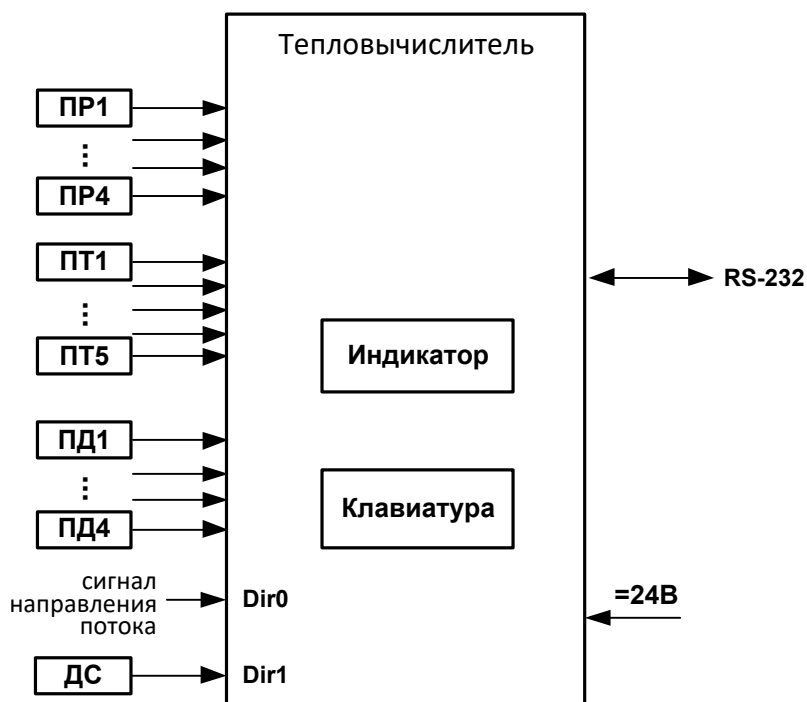 Тепловычислитель
ПР1
ПР4
ПТ1
ПТ5
ПД1
ПД4
сигнал
направления
потока
ДС
Dir0
Dir1
Индикатор
Клавиатура
RS-232
=24В